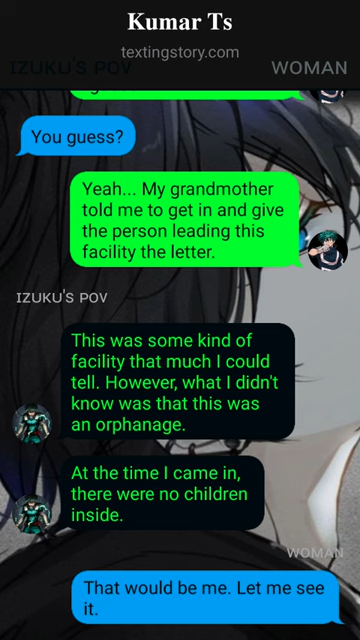 Kumar Ts
textingstory.com
IZUKU'S POV
WOMAN
You guess?
Yeah... My grandmother
told me to get in and give
the person leading this
facility the letter.
IZUKU'S POV
This was some kind of
facility that much I could
tell. However, what I didn't
know was that this was
an orphanage.
At the time I came in,
there were no children
inside.
WOMAN
That would be me. Let me see
it.